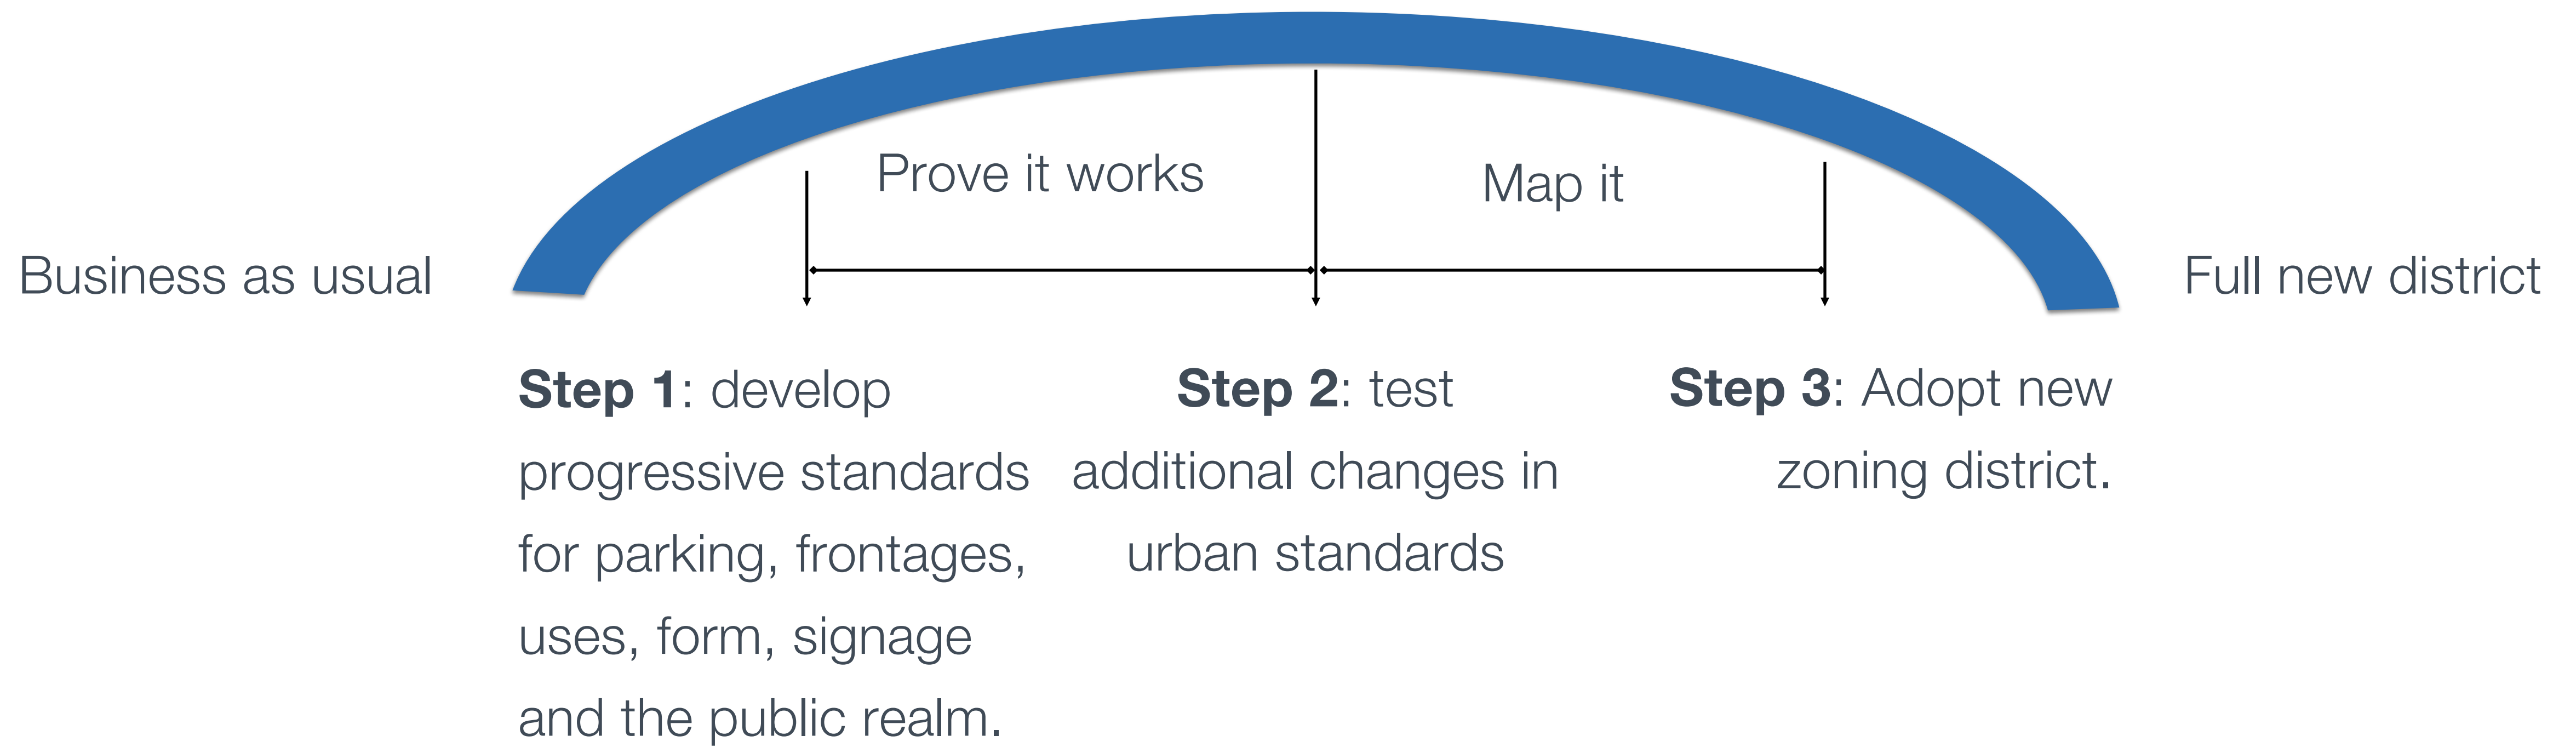 Prove it works
Map it
Business as usual
Full new district
Step 1: develop
progressive standards
for parking, frontages,
uses, form, signage
and the public realm.
Step 2: test
additional changes in
urban standards
Step 3: Adopt new
zoning district.